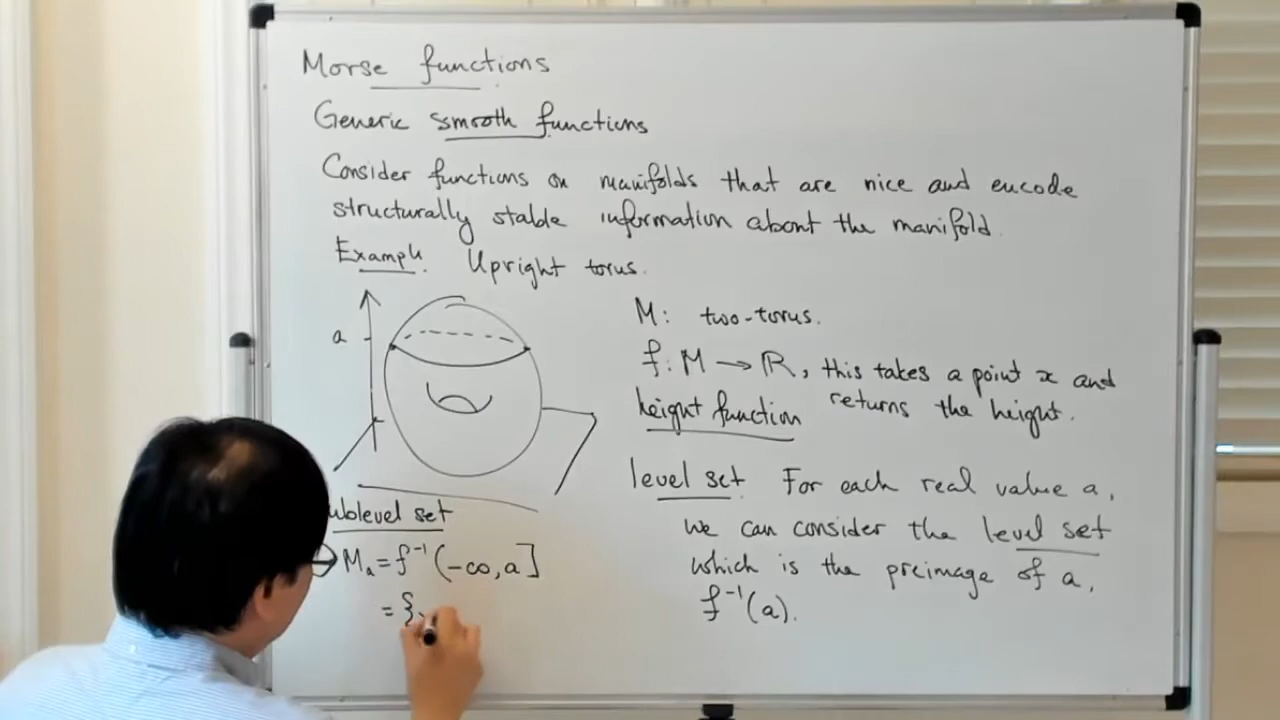 Morse functions
Generic ssmooth functions
Consider functions on manifolds that are nice and encode
structurally stable information about the manifold.
Example. Upright torus.
a
M: two-torus.
f: M → ℝ, this takes a point x and
height function returns the height.
level set. For each real value a,
we can consider the level set
which is the preimage of a,
f⁻¹(a).
ublevel set
→ Mₐ = f⁻¹(-∞, a]
= {x